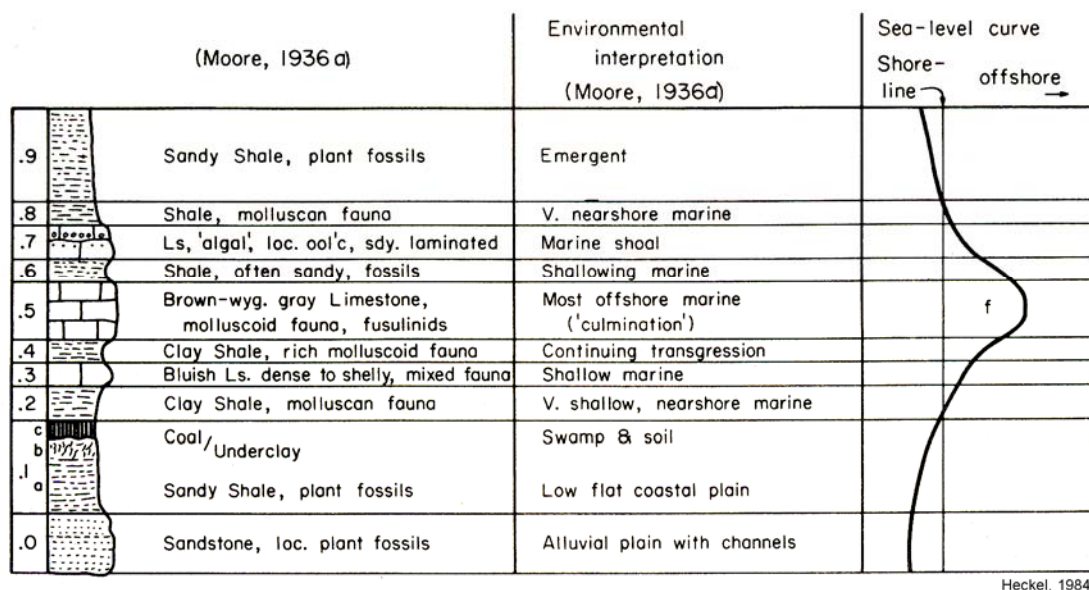 (Moore, 1936 a)
Environmental
interpretation
(Moore, 1936a)
Sea-level curve
Shore-
line
offshore
.9
Sandy Shale, plant fossils
Emergent
.8
Shale, molluscan fauna
V. nearshore marine
.7
Ls, 'algal', loc. ool'c, sdy. laminated
Marine shoal
.6
Shale, often sandy, fossils
Shallowing marine
.5
Brown-wyg. gray Limestone,
molluscoid fauna, fusulinids
Most offshore marine
('culmination')
f
.4
Clay Shale, rich molluscoid fauna
Continuing transgression
.3
Bluish Ls. dense to shelly, mixed fauna
Shallow marine
.2
Clay Shale, molluscan fauna
V. shallow, nearshore marine
c
b
.1
a
Coal/Underclay
Swamp & soil
Sandy Shale, plant fossils
Low flat coastal plain
.0
Sandstone, loc. plant fossils
Alluvial plain with channels
Heckel, 1984